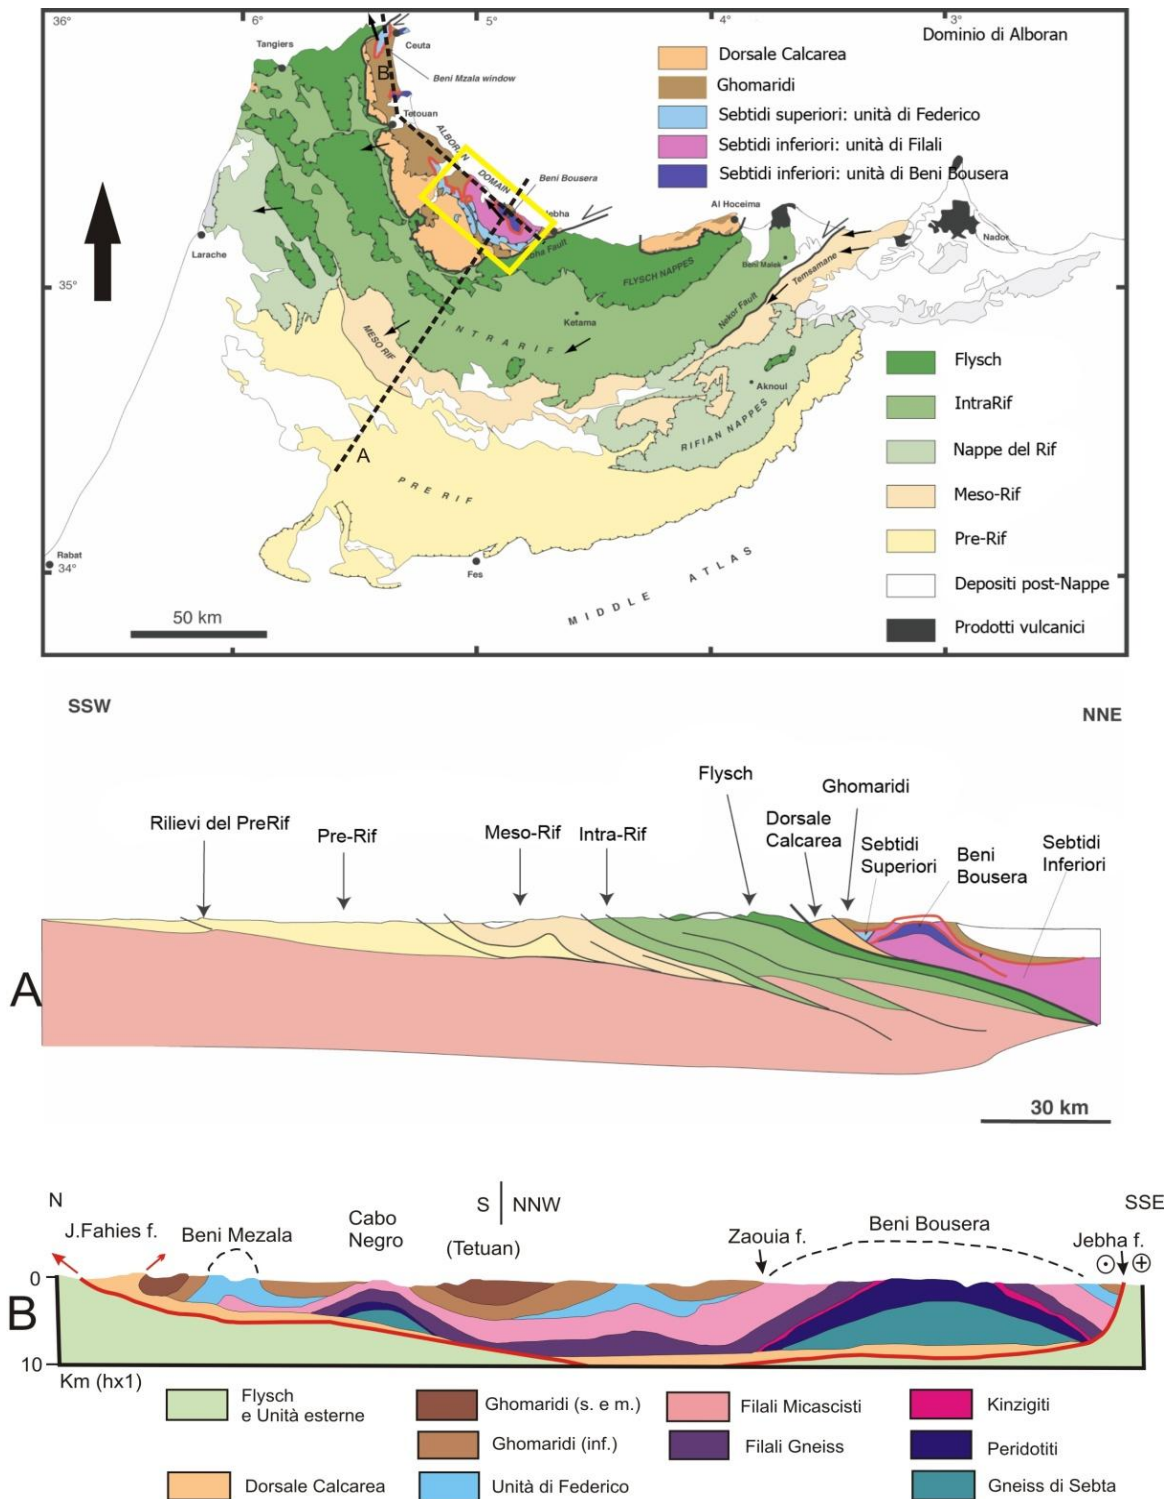 36°
6°
5°
4°
3°
Dominio di Alboran
Tangiers
Ceuta
B
Beni Mzala window
Tetouan
ALBORAN
DOMAIN
Beni Bousera
Larache
35°
Al Hoceima
Nador
Beni Malek
Temsamane
FLYSCH NAPPES
Nekor Fault
Ketama
INTRARIF
MESO RIF
Aknoul
RIFIAN NAPPES
A
PRE RIF
Rabat
34°
Fes
MIDDLE ATLAS
50 km
Dorsale Calcarea
Ghomaridi
Sebtidi superiori: unità di Federico
Sebtidi inferiori: unità di Filali
Sebtidi inferiori: unità di Beni Bousera
Flysch
IntraRif
Nappe del Rif
Meso-Rif
Pre-Rif
Depositi post-Nappe
Prodotti vulcanici
SSW
NNE
Rilievi del PreRif
Pre-Rif
Meso-Rif
Intra-Rif
Flysch
Dorsale
Calcarea
Ghomaridi
Sebtidi
Superiori
Beni
Bousera
Sebtidi
Inferiori
A
30 km
N
S
NNW
SSE
J.Fahies f.
Beni Mezala
Cabo
Negro
(Tetuan)
Zaouia f.
Beni Bousera
Jebha f.
0
B
10
Km (hx1)
Flysch
e Unità esterne
Dorsale Calcarea
Ghomaridi (s. e m.)
Ghomaridi (inf.)
Unità di Federico
Filali Micascisti
Filali Gneiss
Kinzigiti
Peridotiti
Gneiss di Sebta